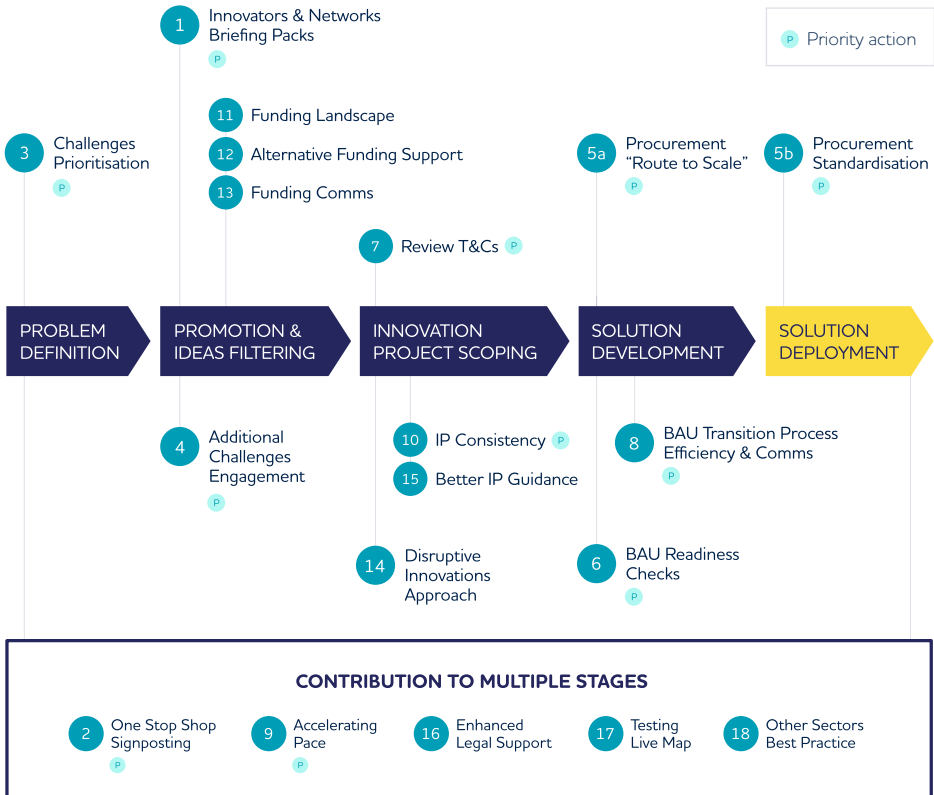 1
Innovators & Networks
Briefing Packs
P
P Priority action
11 Funding Landscape
12 Alternative Funding Support
13 Funding Comms
3
Challenges
Prioritisation
P
5a
Procurement
“Route to Scale”
P
5b
Procurement
Standardisation
P
7 Review T&Cs P
PROBLEM
DEFINITION
PROMOTION &
IDEAS FILTERING
INNOVATION
PROJECT SCOPING
SOLUTION
DEVELOPMENT
SOLUTION
DEPLOYMENT
4
Additional
Challenges
Engagement
P
10 IP Consistency P
15 Better IP Guidance
8
BAU Transition Process
Efficiency & Comms
P
14
Disruptive
Innovations
Approach
6
BAU Readiness
Checks
P
CONTRIBUTION TO MULTIPLE STAGES
2
One Stop Shop
Signposting
P
9
Accelerating
Pace
P
16
Enhanced
Legal Support
17
Testing
Live Map
18
Other Sectors
Best Practice